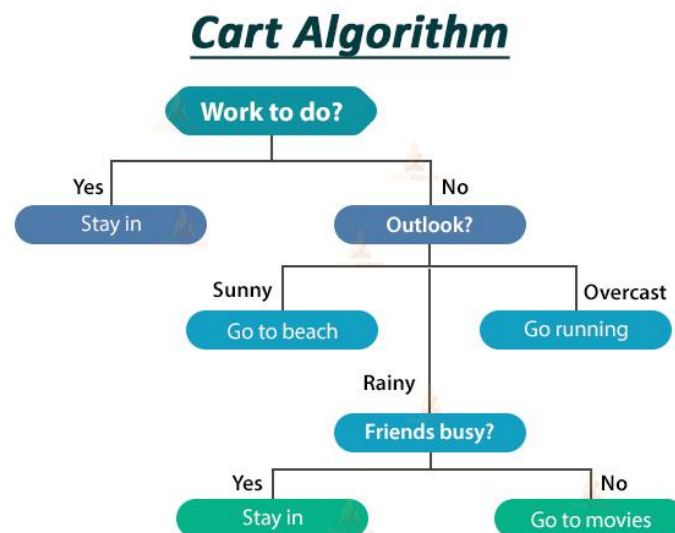 Cart Algorithm
Work to do?
Yes
No
Stay in
Outlook?
Sunny
Overcast
Go to beach
Go running
Rainy
Friends busy?
Yes
No
Stay in
Go to movies